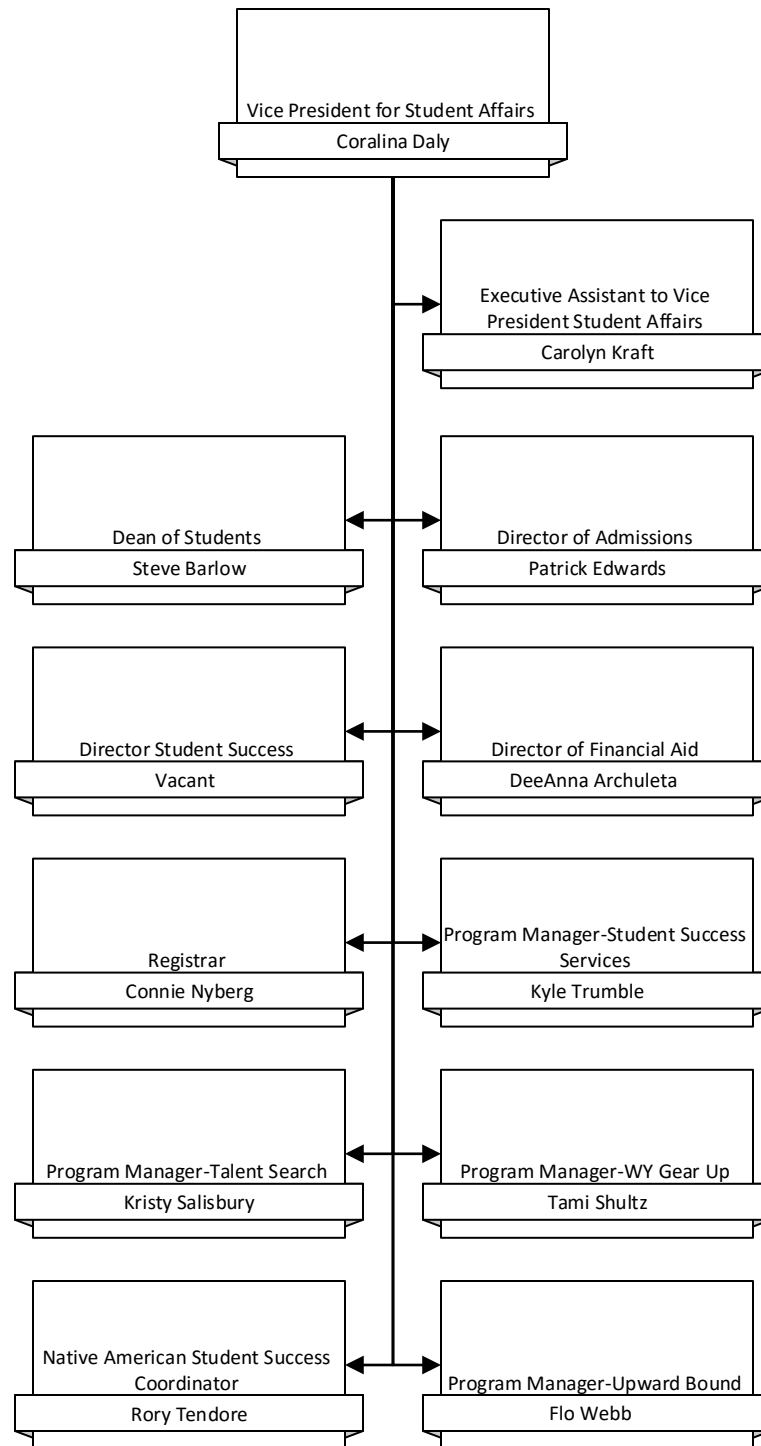 Vice President for Student Affairs
Coralina Daly
Executive Assistant to Vice
President Student Affairs
Carolyn Kraft
Dean of Students
Steve Barlow
Director of Admissions
Patrick Edwards
Director Student Success
Vacant
Director of Financial Aid
DeeAnna Archuleta
Registrar
Connie Nyberg
Program Manager-Student Success
Services
Kyle Trumble
Program Manager-Talent Search
Kristy Salisbury
Program Manager-WY Gear Up
Tami Shultz
Native American Student Success
Coordinator
Rory Tendore
Program Manager-Upward Bound
Flo Webb